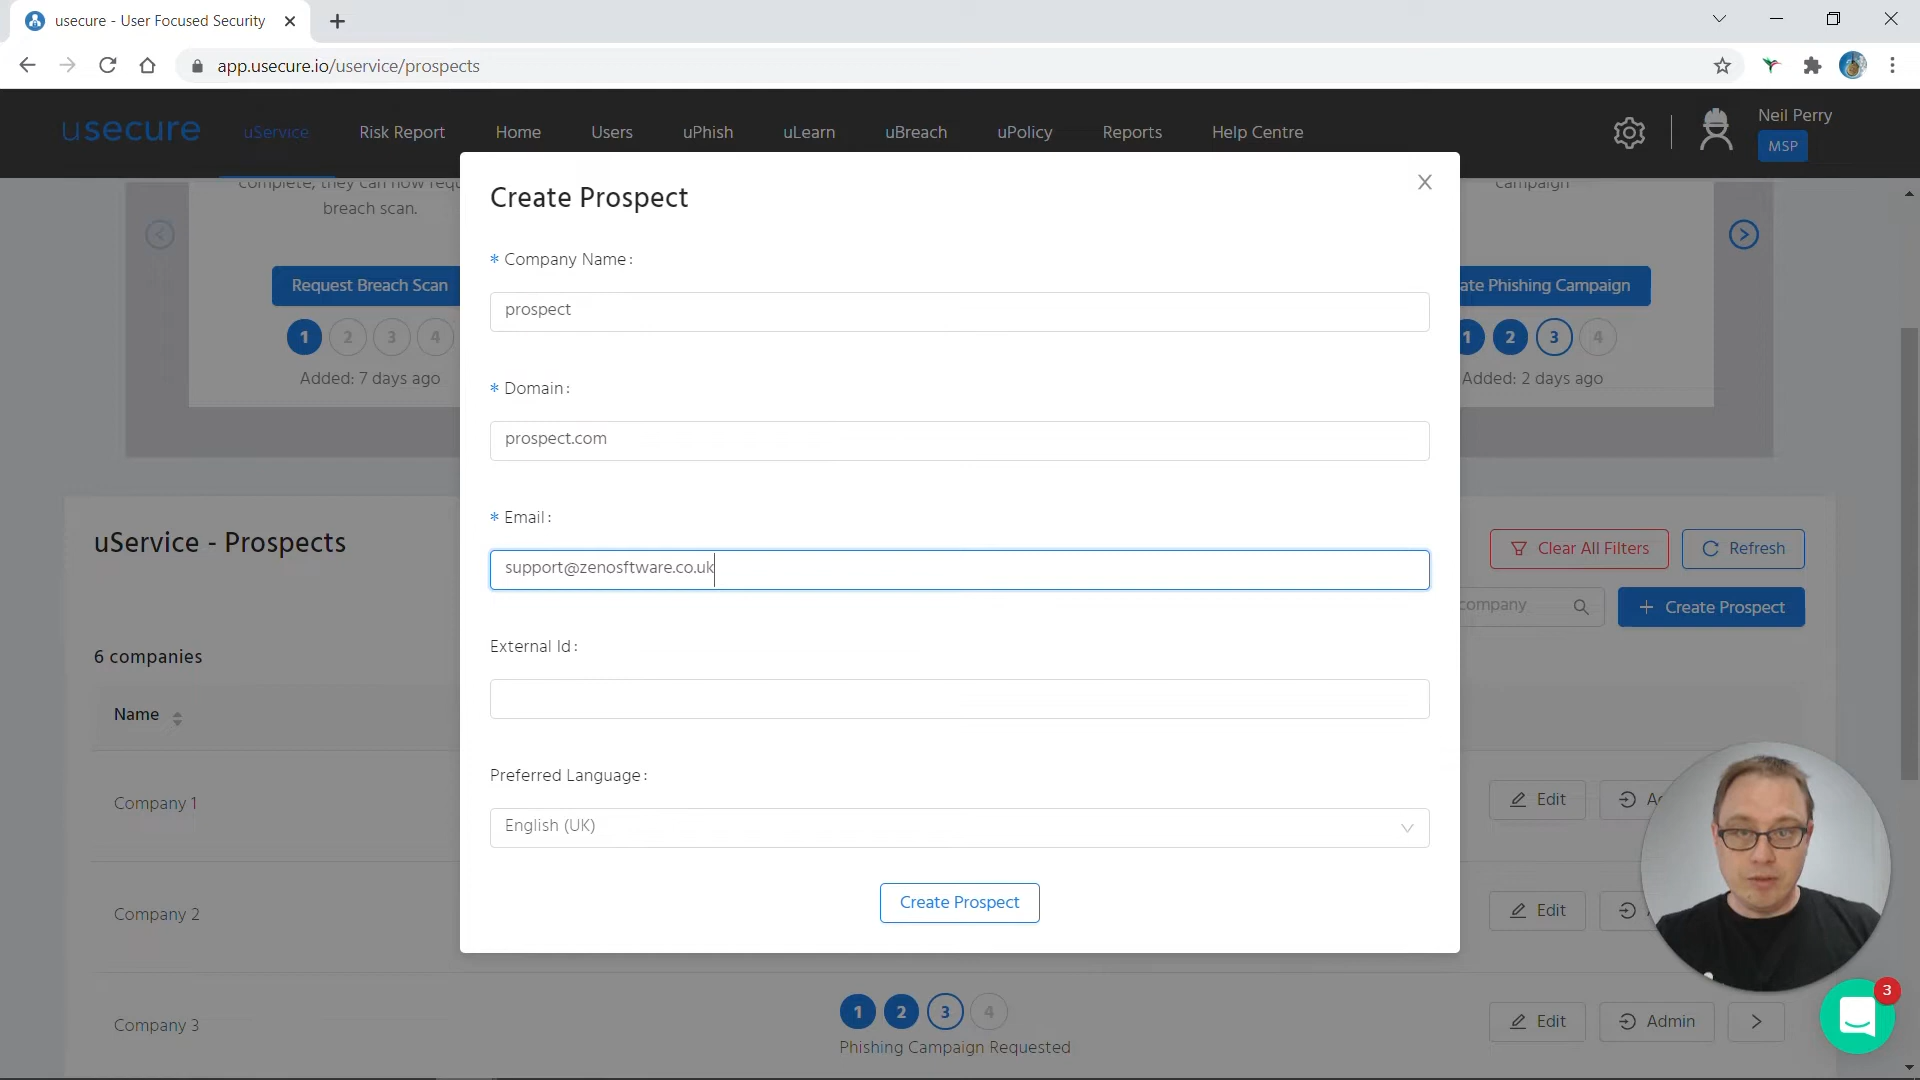 usecure - User Focused Security
app.usecure.io/uservice/prospects
usecure
uService
Risk Report
Home
Users
uPhish
uLearn
uBreach
uPolicy
Reports
Help Centre
Neil Perry
MSP
breach scan.
campaign
Request Breach Scan
1 2 3 4
Added: 7 days ago
ate Phishing Campaign
1 2 3 4
Added: 2 days ago
Create Prospect
* Company Name:
prospect
* Domain:
prospect.com
* Email:
support@zenosftware.co.uk
External Id:
Preferred Language:
English (UK)
Create Prospect
uService - Prospects
Clear All Filters
Refresh
company
+ Create Prospect
6 companies
Name
Company 1
Edit
Company 2
Edit
Company 3
1 2 3 4
Phishing Campaign Requested
Edit
Admin
3